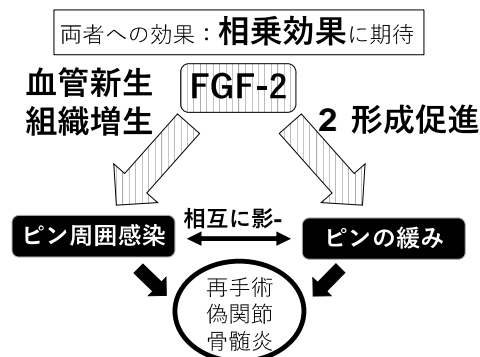 両者への効果：相乗効果に期待
血管新生
組織増生
FGF-2
2 形成促進
ピン周囲感染
相互に影-
ピンの緩み
再手術
偽関節
骨髄炎